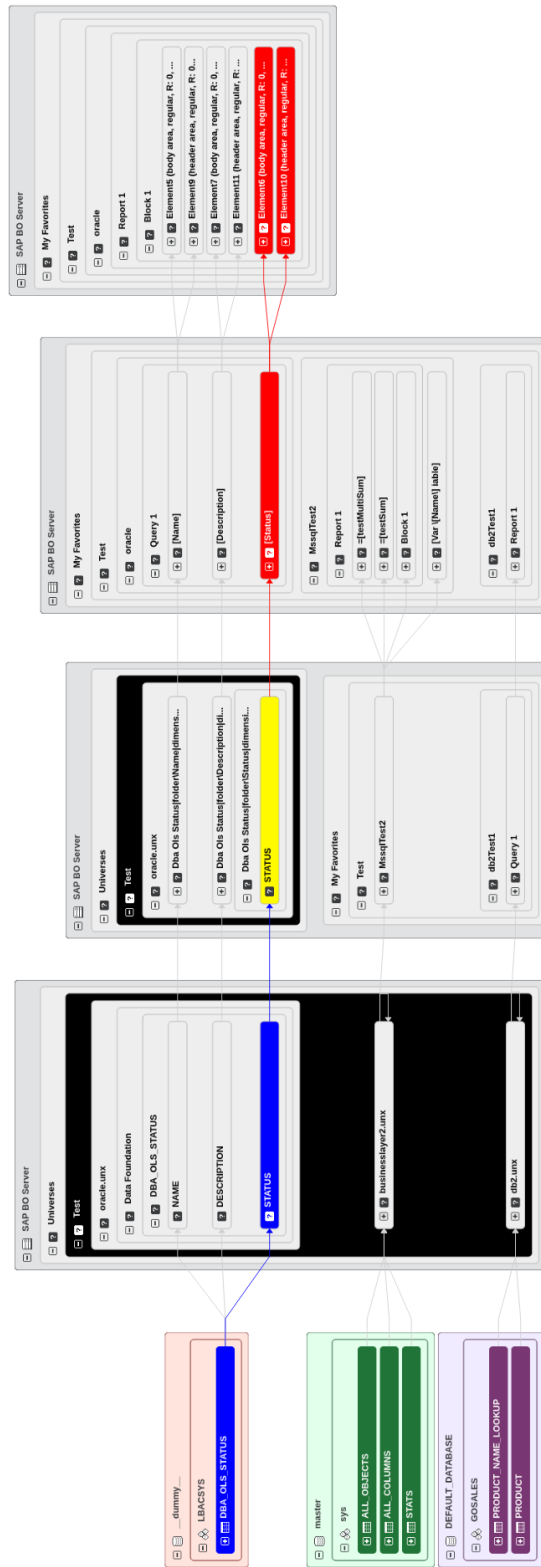 __dummy__
LBACSYS
DBA_OLS_STATUS
master
sys
ALL_OBJECTS
ALL_COLUMNS
STATS
DEFAULT_DATABASE
GOSALES
PRODUCT_NAME_LOOKUP
PRODUCT
SAP BO Server
Universes
Test
oracle.unx
Data Foundation
DBA_OLS_STATUS
NAME
DESCRIPTION
STATUS
businesslayer2.unx
db2.unx
SAP BO Server
Universes
Test
oracle.unx
Dba Ols Status|folder\Name|dimens...
Dba Ols Status|folder\Description|di...
Dba Ols Status|folder\Status|dimensi...
STATUS
My Favorites
Test
MssqlTest2
db2Test1
Query 1
SAP BO Server
My Favorites
Test
oracle
Query 1
[Name]
[Description]
[Status]
MssqlTest2
Report 1
=[testMultiSum]
=[testSum]
Block 1
[Var \[Name\] iable]
db2Test1
Report 1
SAP BO Server
My Favorites
Test
oracle
Report 1
Block 1
Element5 (body area, regular, R: 0, ...
Element9 (header area, regular, R: 0...
Element7 (body area, regular, R: 0, ...
Element11 (header area, regular, R: ...
Element6 (body area, regular, R: 0, ...
Element10 (header area, regular, R: ...